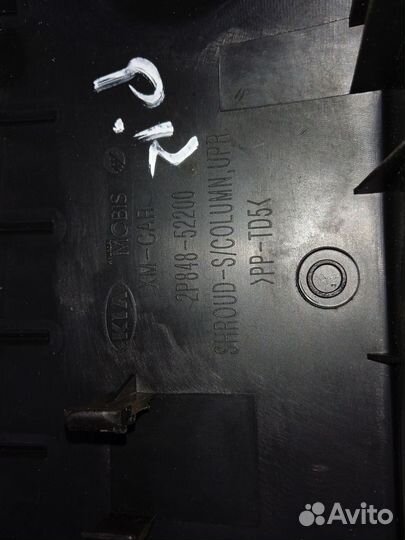 P.K
KIA MOBIS
XM-CAR
2P848-52200
SHROUD-S/COLUMN,UPR
>PP-TD5<
Avito